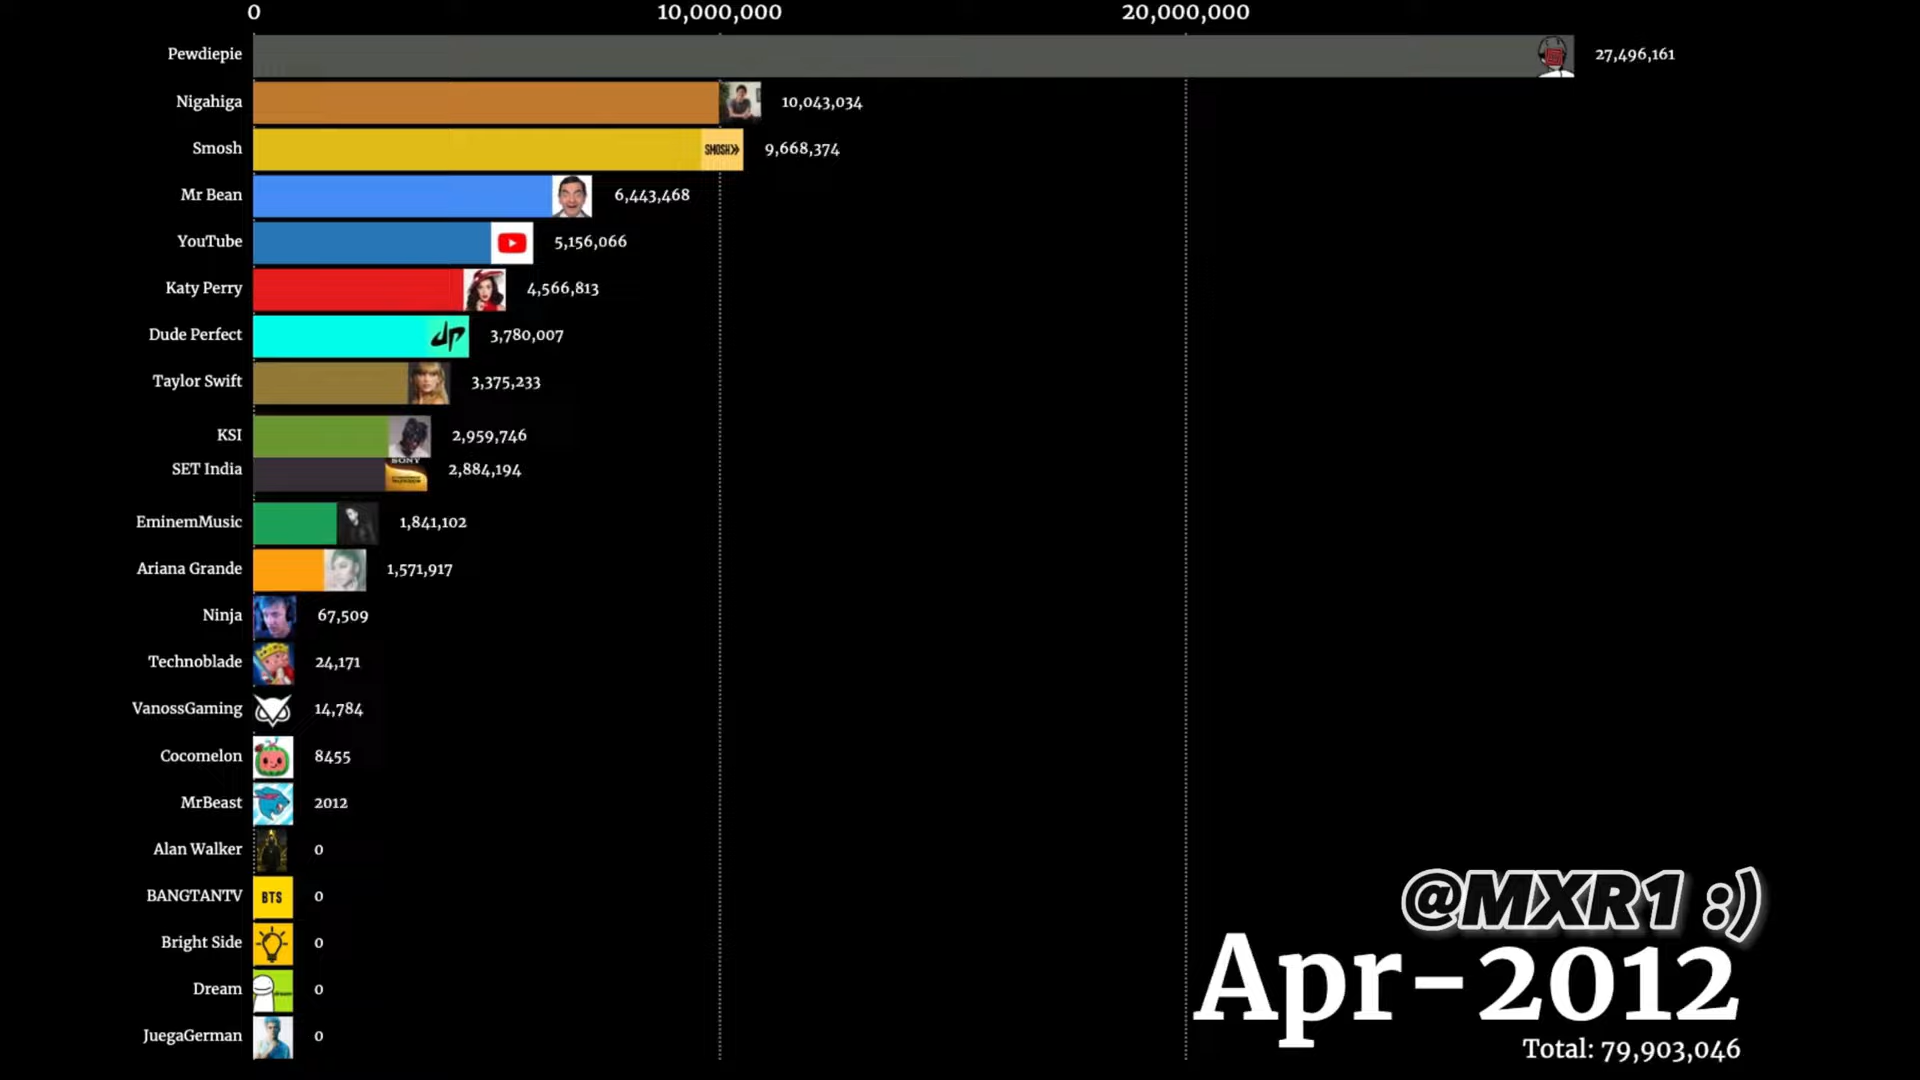 0 10,000,000 20,000,000
Pewdiepie 27,496,161
Nigahiga 10,043,034
Smosh SMOSH 9,668,374
Mr Bean 6,443,468
YouTube 5,156,066
Katy Perry 4,566,813
Dude Perfect dp 3,780,007
Taylor Swift 3,375,233
KSI 2,959,746
SET India SONY 2,884,194
EminemMusic 1,841,102
Ariana Grande 1,571,917
Ninja 67,509
Technoblade 24,171
VanossGaming 14,784
Cocomelon 8455
MrBeast 2012
Alan Walker 0
BANGTANTV BTS 0
Bright Side 0
Dream dream 0
JuegaGerman 0
@MXR1 :)
Apr-2012
Total: 79,903,046